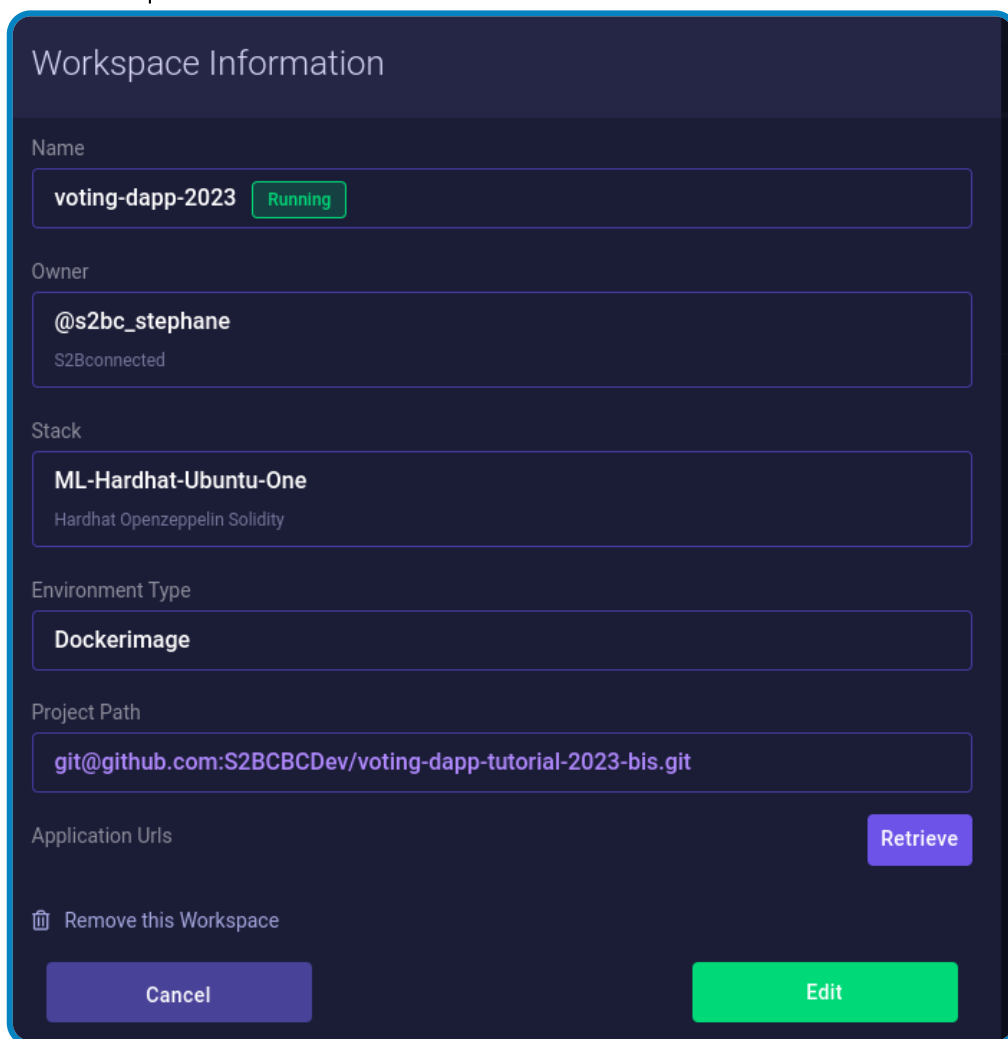 Workspace Information
Name
voting-dapp-2023 Running
Owner
@s2bc_stephane
S2Bconnected
Stack
ML-Hardhat-Ubuntu-One
Hardhat Openzeppelin Solidity
Environment Type
Dockerimage
Project Path
git@github.com:S2BCBCDev/voting-dapp-tutorial-2023-bis.git
Application Urls Retrieve
Remove this Workspace
Cancel Edit